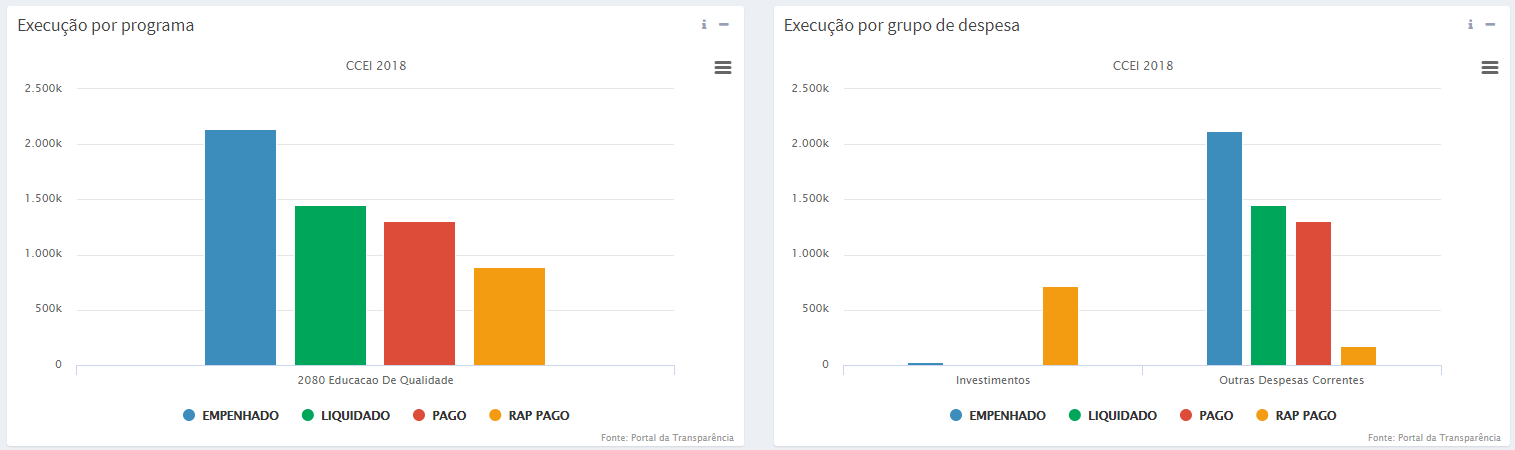 Execução por programa
CCEI 2018
2.500k
2.000k
1.500k
1.000k
500k
0
2080 Educacao De Qualidade
EMPENHADO LIQUIDADO PAGO RAP PAGO
Fonte: Portal da Transparência
Execução por grupo de despesa
CCEI 2018
2.500k
2.000k
1.500k
1.000k
500k
0
Investimentos Outras Despesas Correntes
EMPENHADO LIQUIDADO PAGO RAP PAGO
Fonte: Portal da Transparência